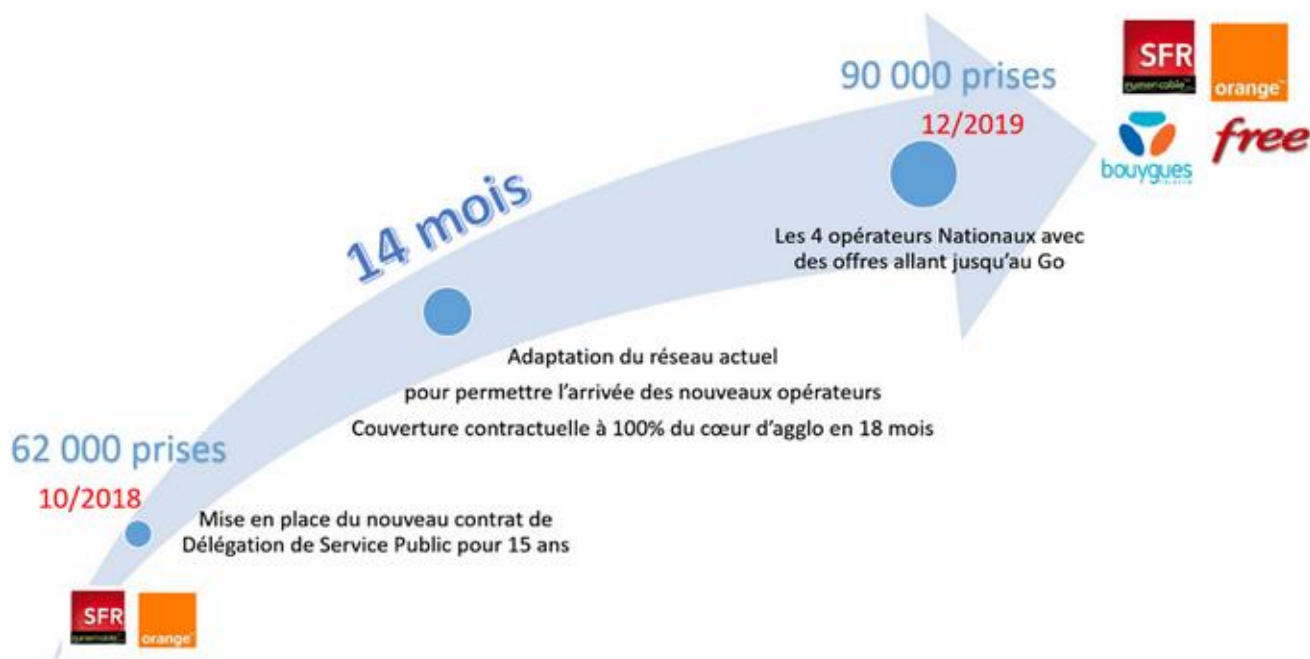 90 000 prises
12/2019
SFR
numericable
orange
bouygues
TELECOM
free
14 mois
Les 4 opérateurs Nationaux avec
des offres allant jusqu'au Go
Adaptation du réseau actuel
pour permettre l'arrivée des nouveaux opérateurs
Couverture contractuelle à 100% du cœur d'agglo en 18 mois
62 000 prises
10/2018
Mise en place du nouveau contrat de
Délégation de Service Public pour 15 ans
SFR
orange